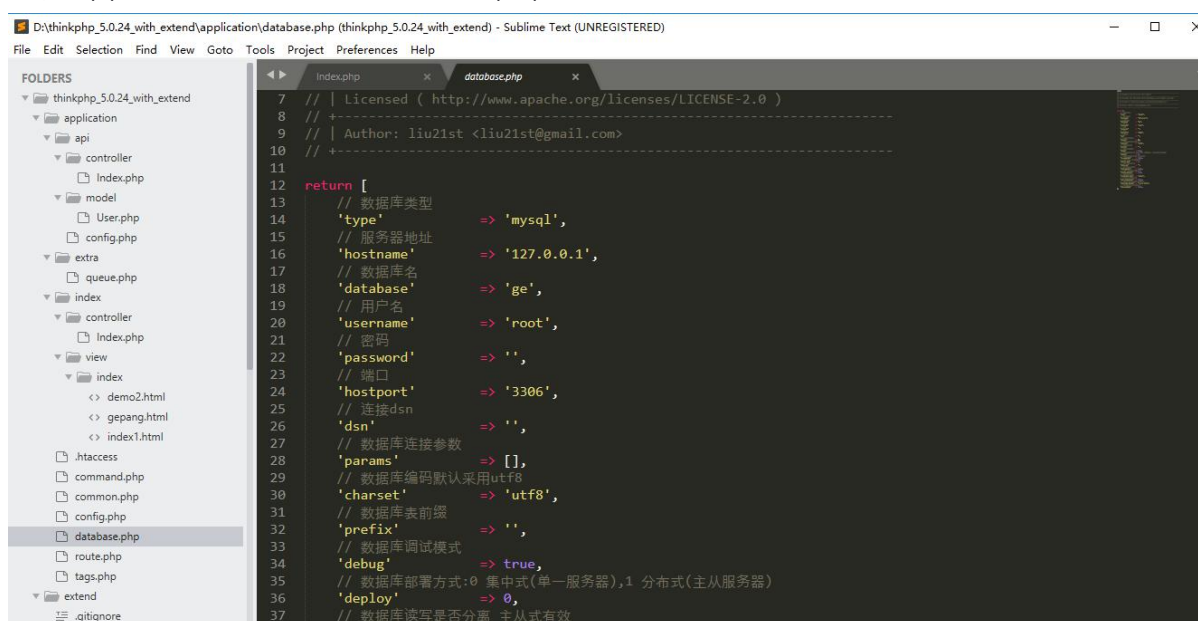 D:\thinkphp_5.0.24_with_extend\application\database.php (thinkphp_5.0.24_with_extend) - Sublime Text (UNREGISTERED)
File Edit Selection Find View Goto Tools Project Preferences Help
FOLDERS
thinkphp_5.0.24_with_extend
application
api
controller
Index.php
model
User.php
config.php
extra
queue.php
index
controller
Index.php
view
index
demo2.html
gepang.html
index1.html
.htaccess
command.php
common.php
config.php
database.php
route.php
tags.php
extend
.gitignore
Index.php
database.php
7 // | Licensed ( http://www.apache.org/licenses/LICENSE-2.0 )
8 // +----------------------------------------------------------------------
9 // | Author: liu21st <liu21st@gmail.com>
10 // +----------------------------------------------------------------------
11
12 return [
13 // 数据库类型
14 'type' => 'mysql',
15 // 服务器地址
16 'hostname' => '127.0.0.1',
17 // 数据库名
18 'database' => 'ge',
19 // 用户名
20 'username' => 'root',
21 // 密码
22 'password' => '',
23 // 端口
24 'hostport' => '3306',
25 // 连接dsn
26 'dsn' => '',
27 // 数据库连接参数
28 'params' => [],
29 // 数据库编码默认采用utf8
30 'charset' => 'utf8',
31 // 数据库表前缀
32 'prefix' => '',
33 // 数据库调试模式
34 'debug' => true,
35 // 数据库部署方式:0 集中式(单一服务器),1 分布式(主从服务器)
36 'deploy' => 0,
37 // 数据库读写是否分离 主从式有效